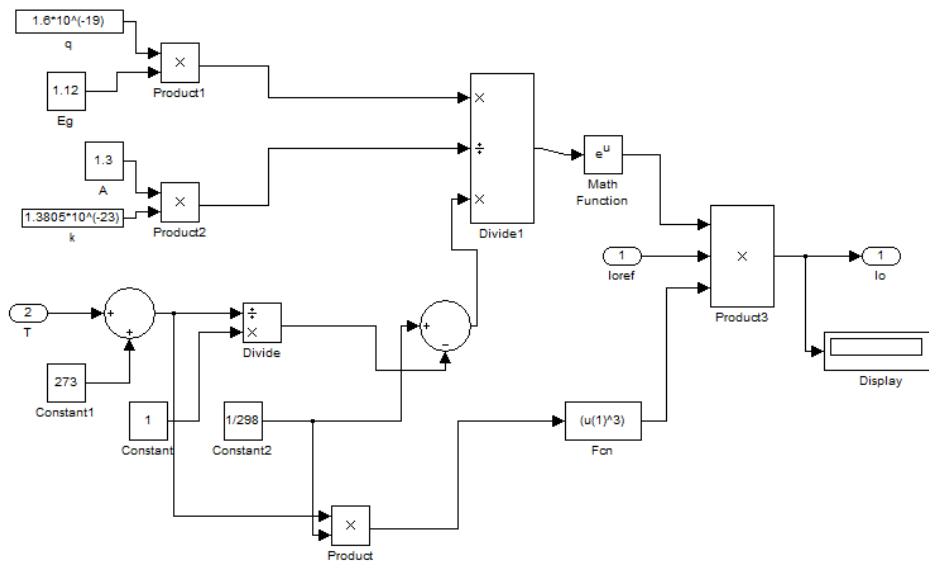 1.6*10^(-19)
q
×
Product1
1.12
Eg
×
÷
×
Divide1
e^u
Math
Function
1.3
A
1.3805*10^(-23)
k
×
Product2
1
Ioref
×
Product3
1
Io
2
T
+
+
÷
×
Divide
+
−
Display
273
Constant1
1
Constant
1/298
Constant2
(u(1)^3)
Fcn
×
Product